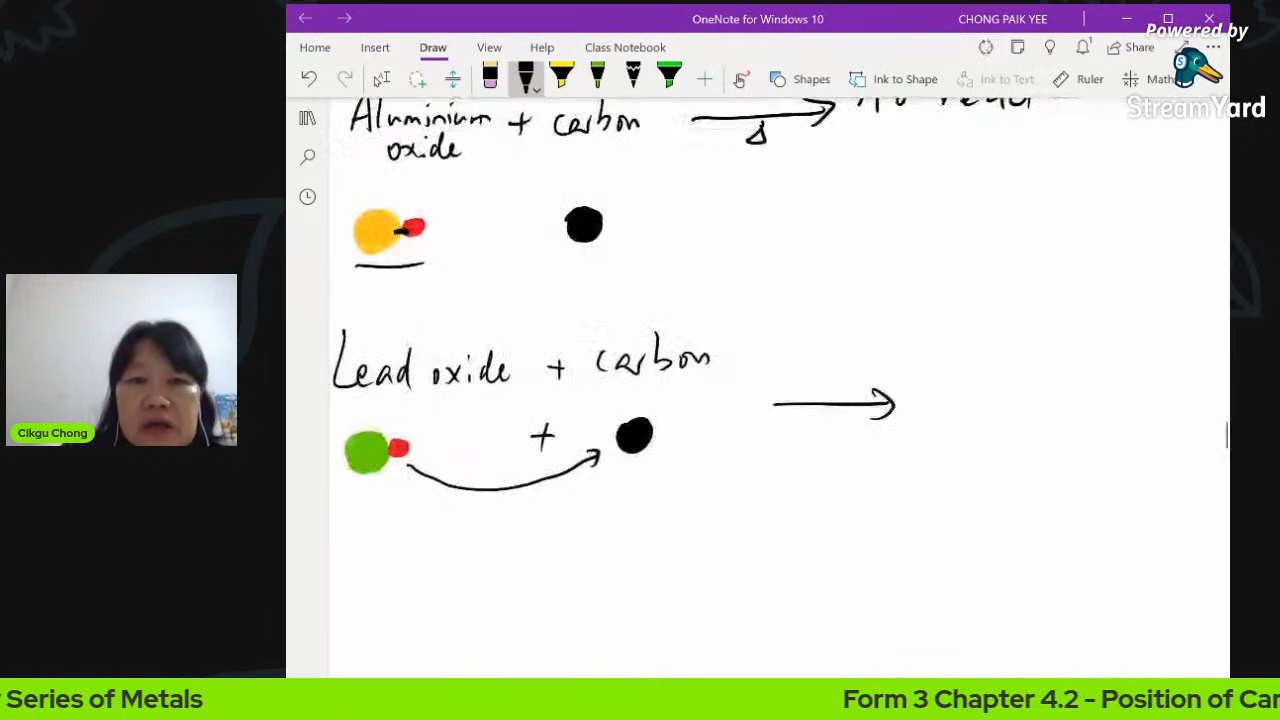 OneNote for Windows 10
CHONG PAIK YEE
Powered by
StreamYard
Home Insert Draw View Help Class Notebook Share
Shapes Ink to Shape Ink to Text Ruler Math
Aluminium + carbon
oxide
Δ
Lead oxide + carbon
+
Cikgu Chong
Series of Metals
Form 3 Chapter 4.2 - Position of